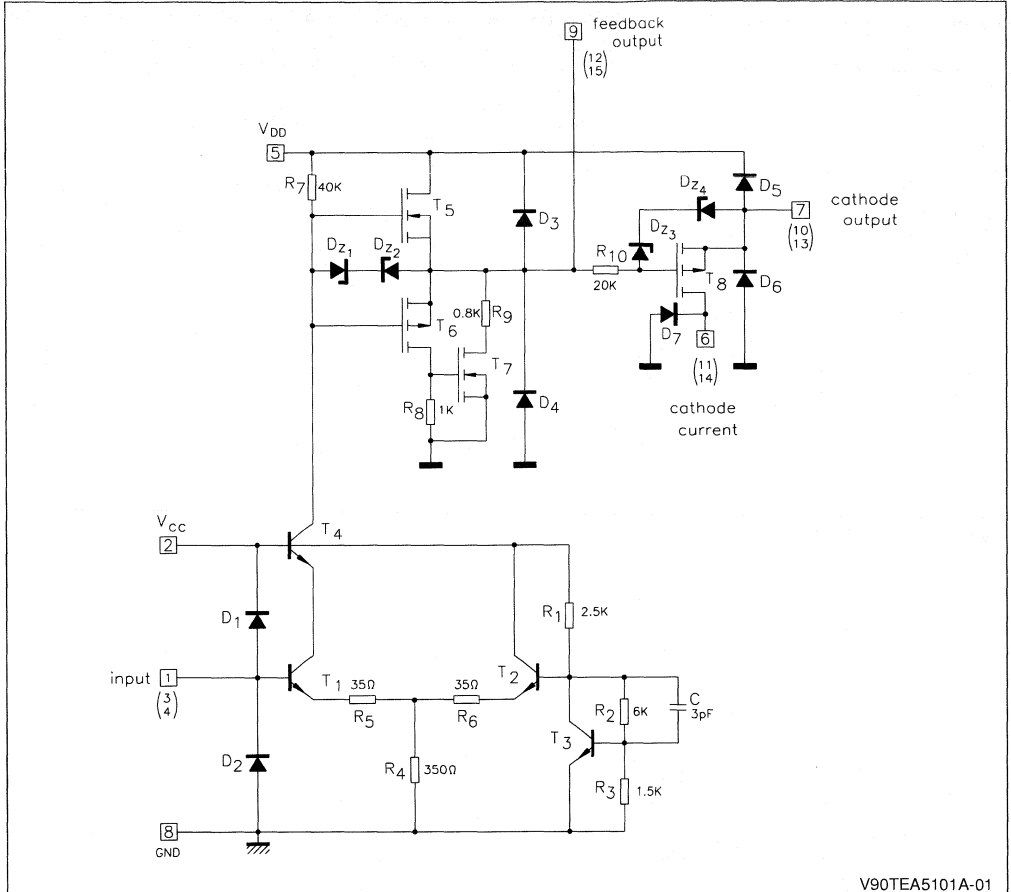 9 feedback
output
(12
15)
VDD
5
R7 40K
T5
D3
Dz4
D5
cathode
output
7
(10
13)
Dz1
Dz2
Dz3
R10
20K
T8
D6
0.8K R9
T6
D7
6
(11
14)
T7
R8 1K
D4
cathode
current
VCC
2
T4
D1
R1 2.5K
input 1
(3
4)
T1 35Ω
R5
35Ω
R6
T2
R2 6K
C
3pF
T3
D2
R4 350Ω
R3 1.5K
8
GND
V90TEA5101A-01